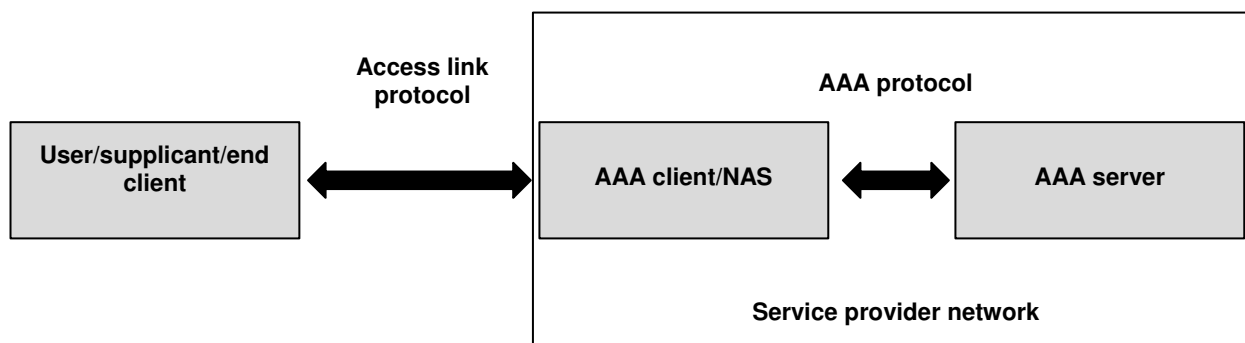 Access link
protocol
AAA protocol
User/supplicant/end
client
AAA client/NAS
AAA server
Service provider network